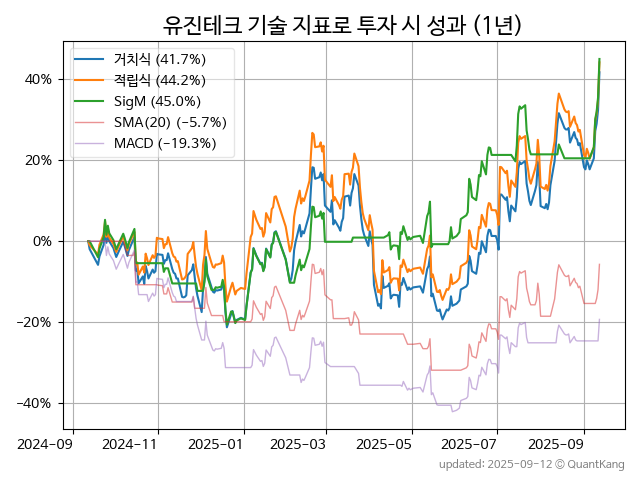 유진테크 기술 지표로 투자 시 성과 (1년)
거치식 (41.7%)
적립식 (44.2%)
SigM (45.0%)
SMA(20) (−5.7%)
MACD (−19.3%)
40%
20%
0%
−20%
−40%
2024-09 2024-11 2025-01 2025-03 2025-05 2025-07 2025-09
updated: 2025-09-12 © QuantKang